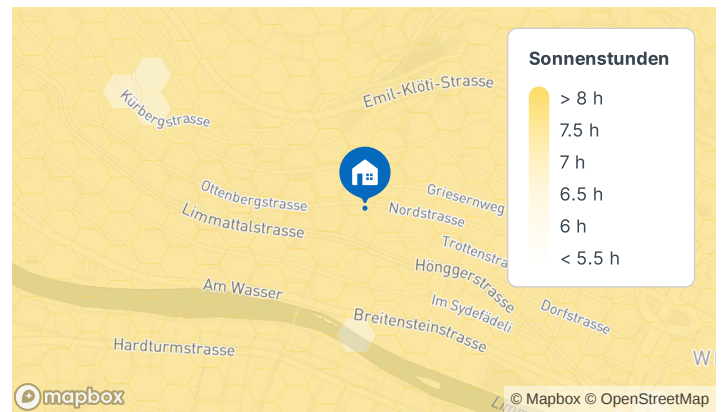 Sonnenstunden
> 8 h
7.5 h
7 h
6.5 h
6 h
< 5.5 h
Emil-Klöti-Strasse
Kürbergstrasse
Ottenbergstrasse
Griesernweg
Nordstrasse
Limmattalstrasse
Trottenstra
Hönggerstrasse
Am Wasser
Im Sydefädeli
Dorfstrasse
Breitensteinstrasse
Hardturmstrasse
W
Limm
mapbox
© Mapbox © OpenStreetMap